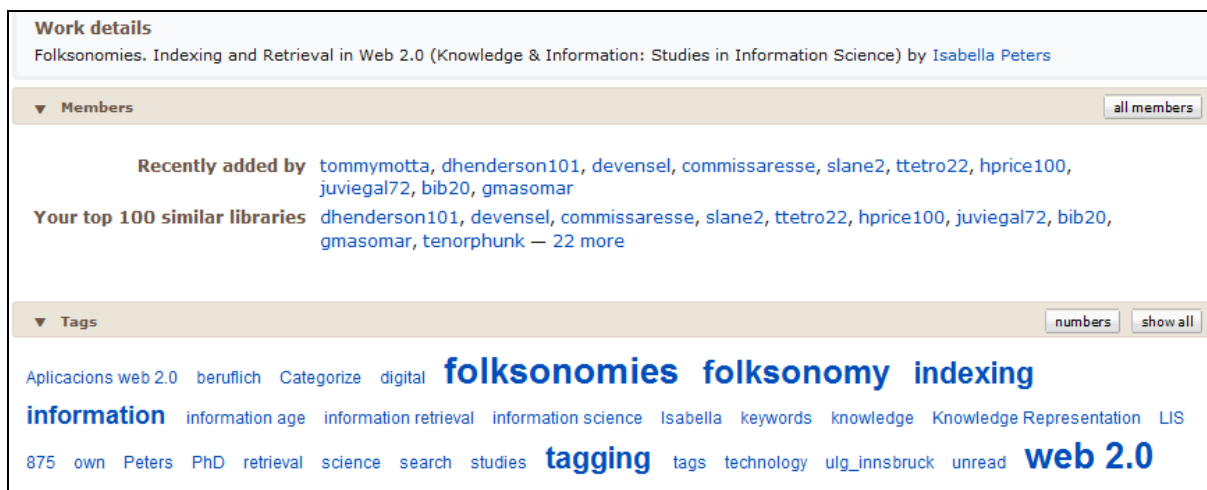 Work details
Folksonomies. Indexing and Retrieval in Web 2.0 (Knowledge & Information: Studies in Information Science) by Isabella Peters
▼ Members all members
Recently added by tommymotta, dhenderson101, devensel, commissaresse, slane2, ttetro22, hprice100,
juviegal72, bib20, gmasomar
Your top 100 similar libraries dhenderson101, devensel, commissaresse, slane2, ttetro22, hprice100, juviegal72, bib20,
gmasomar, tenorphunk — 22 more
▼ Tags numbers show all
Aplicacions web 2.0 beruflich Categorize digital folksonomies folksonomy indexing
information information age information retrieval information science Isabella keywords knowledge Knowledge Representation LIS
875 own Peters PhD retrieval science search studies tagging tags technology ulg_innsbruck unread web 2.0